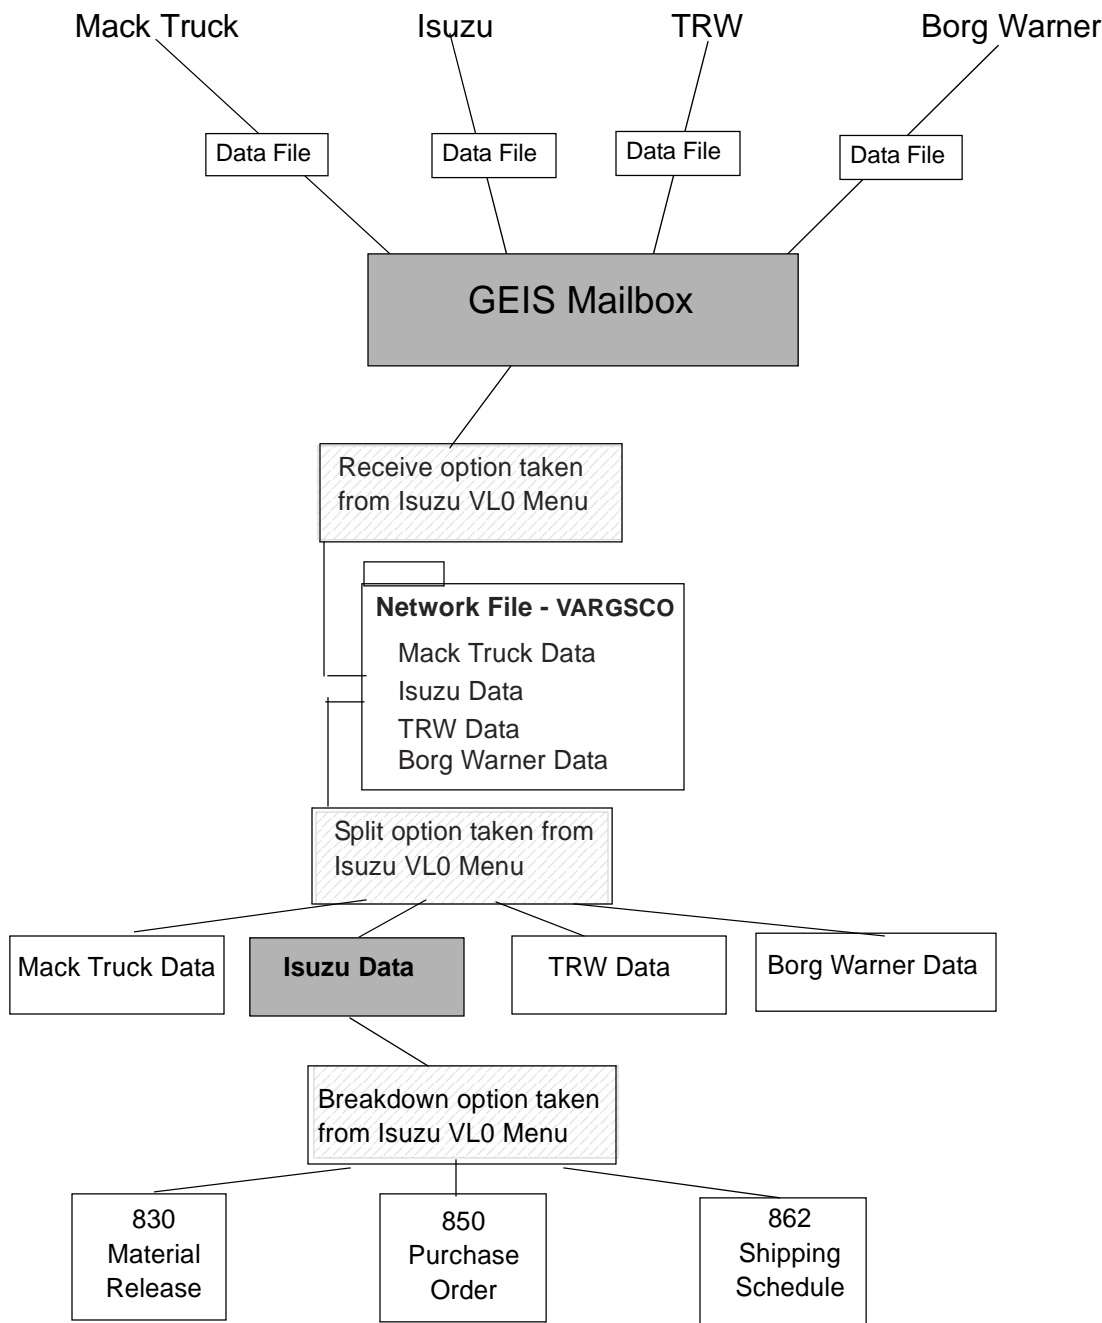 Mack Truck
Isuzu
TRW
Borg Warner
Data File
Data File
Data File
Data File
GEIS Mailbox
Receive option taken
from Isuzu VL0 Menu
Network File - VARGSCO
Mack Truck Data
Isuzu Data
TRW Data
Borg Warner Data
Split option taken from
Isuzu VL0 Menu
Mack Truck Data
Isuzu Data
TRW Data
Borg Warner Data
Breakdown option taken
from Isuzu VL0 Menu
830
Material
Release
850
Purchase
Order
862
Shipping
Schedule